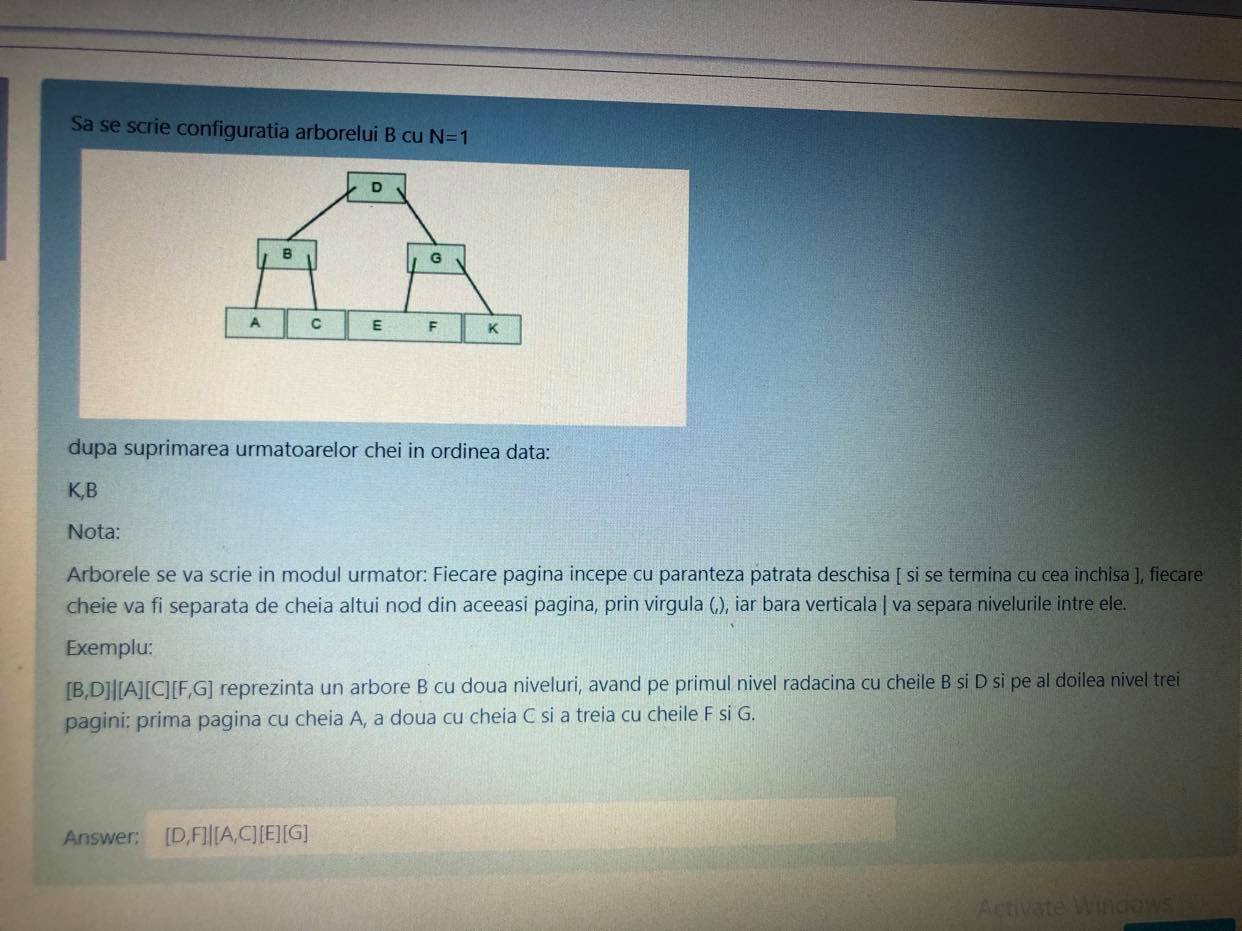 Sa se scrie configuratia arborelui B cu N=1
D
B
G
A
C
E
F
K
dupa suprimarea urmatoarelor chei in ordinea data:
K,B
Nota:
Arborele se va scrie in modul urmator: Fiecare pagina incepe cu paranteza patrata deschisa [ si se termina cu cea inchisa ], fiecare
cheie va fi separata de cheia altui nod din aceeasi pagina, prin virgula (,), iar bara verticala | va separa nivelurile intre ele.
Exemplu:
[B,D]|[A][C][F,G] reprezinta un arbore B cu doua niveluri, avand pe primul nivel radacina cu cheile B si D si pe al doilea nivel trei
pagini: prima pagina cu cheia A, a doua cu cheia C si a treia cu cheile F si G.
Answer: [D,F]|[A,C][E][G]
Activate Windows